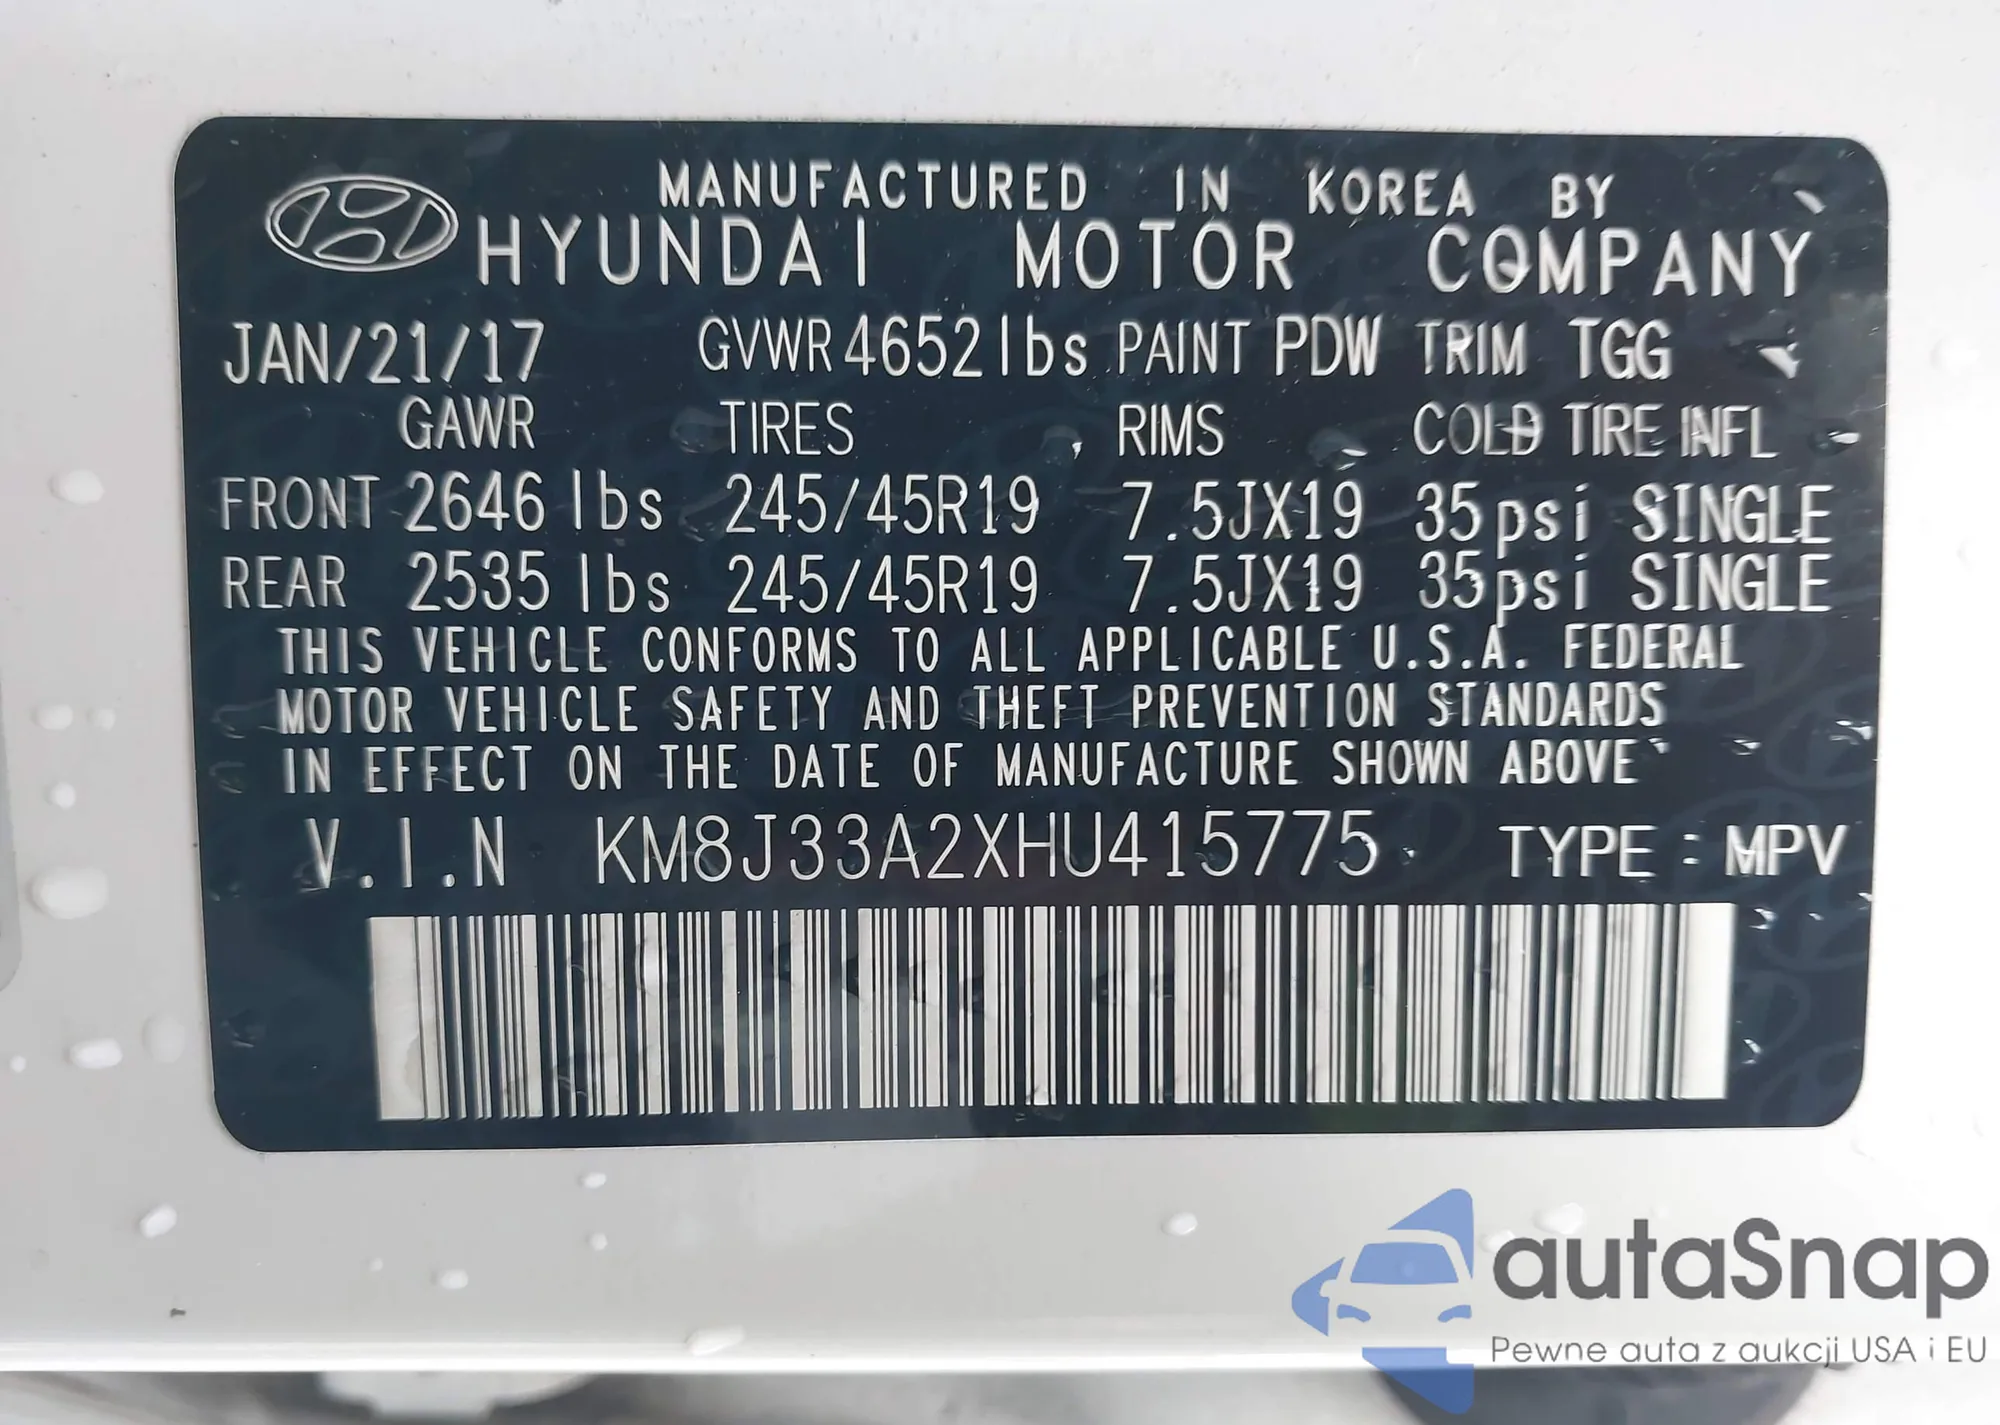 MANUFACTURED IN KOREA BY
HYUNDAI MOTOR COMPANY
JAN/21/17 GVWR 4652lbs PAINT PDW TRIM TGG
GAWR TIRES RIMS COLD TIRE INFL
FRONT 2646 lbs 245/45R19 7.5JX19 35psi SINGLE
REAR 2535 lbs 245/45R19 7.5JX19 35psi SINGLE
THIS VEHICLE CONFORMS TO ALL APPLICABLE U.S.A. FEDERAL
MOTOR VEHICLE SAFETY AND THEFT PREVENTION STANDARDS
IN EFFECT ON THE DATE OF MANUFACTURE SHOWN ABOVE
V.I.N KM8J33A2XHU415775 TYPE : MPV
autaSnap
Pewne auta z aukcji USA i EU